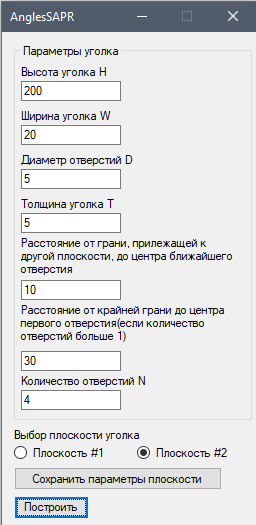 AnglesSAPR
Параметры уголка
Высота уголка H
200
Ширина уголка W
20
Диаметр отверстий D
5
Толщина уголка T
5
Расстояние от грани, прилежащей к
другой плоскости, до центра ближайшего
отверстия
10
Расстояние от крайней грани до центра
первого отверстия(если количество
отверстий больше 1)
30
Количество отверстий N
4
Выбор плоскости уголка
Плоскость #1 Плоскость #2
Сохранить параметры плоскости
Построить